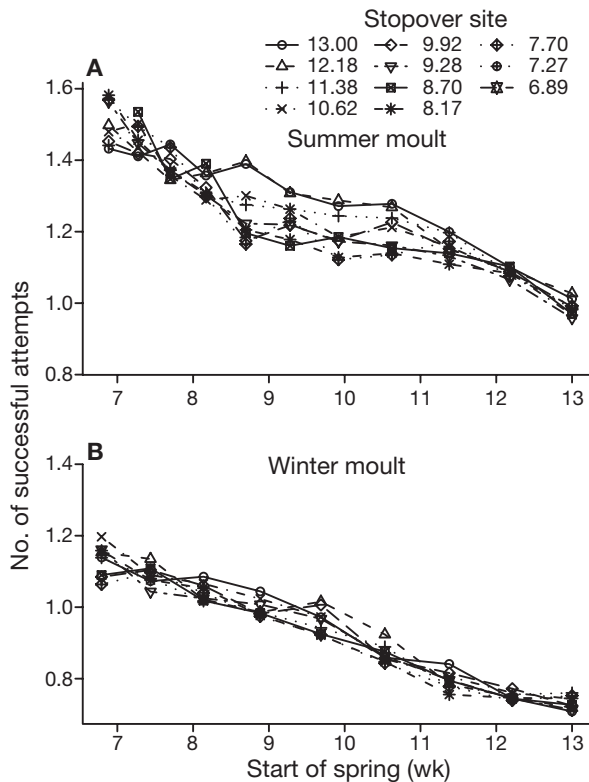 Stopover site
13.00 9.92 7.70
12.18 9.28 7.27
11.38 8.70 6.89
10.62 8.17
A
Summer moult
1.6
1.4
1.2
1.0
0.8
7 8 9 10 11 12 13
B
Winter moult
1.4
1.2
1.0
0.8
7 8 9 10 11 12 13
No. of successful attempts
Start of spring (wk)